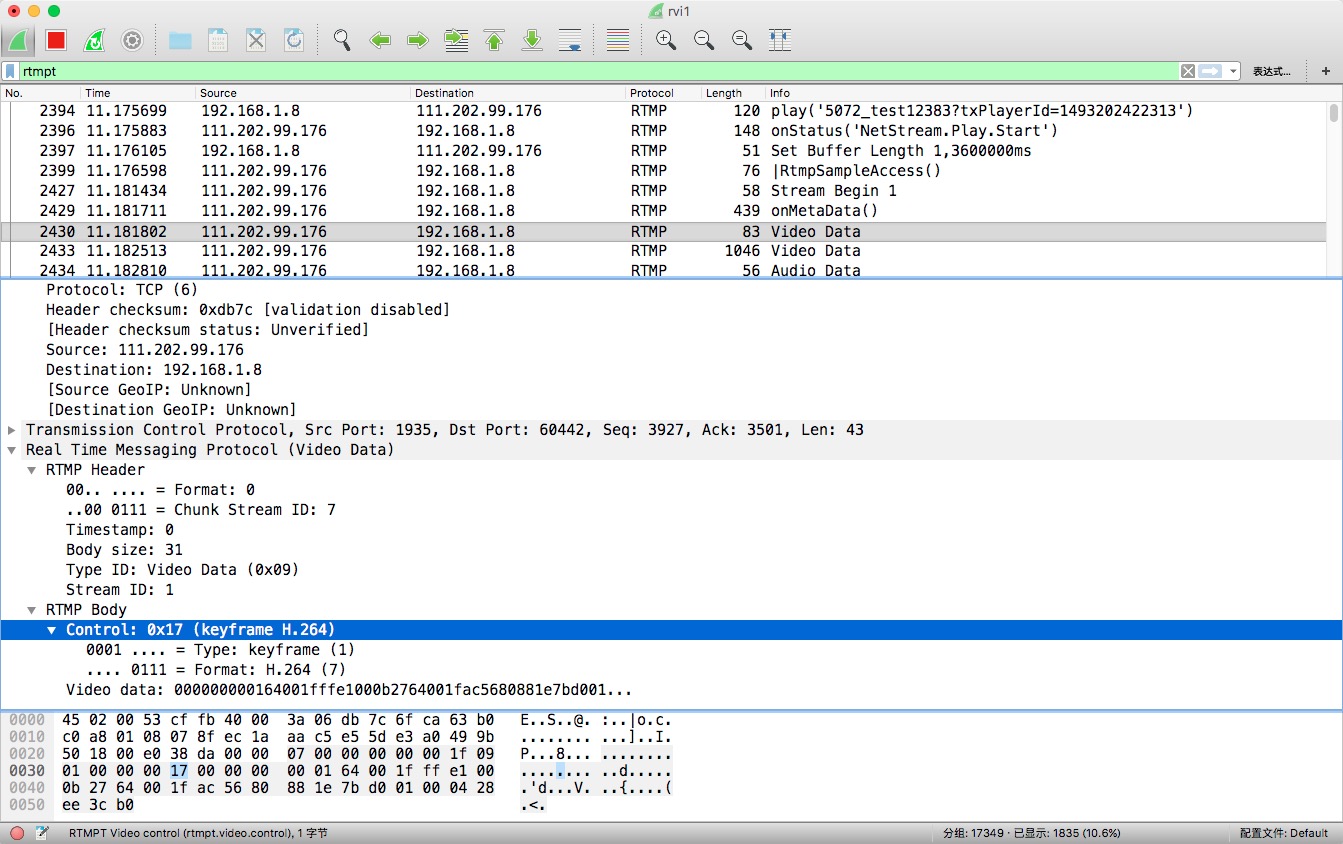 rvi1
rtmpt
表达式…
+
No. Time Source Destination Protocol Length Info
2394 11.175699 192.168.1.8 111.202.99.176 RTMP 120 play('5072_test12383?txPlayerId=1493202422313')
2396 11.175883 111.202.99.176 192.168.1.8 RTMP 148 onStatus('NetStream.Play.Start')
2397 11.176105 192.168.1.8 111.202.99.176 RTMP 51 Set Buffer Length 1,3600000ms
2399 11.176598 111.202.99.176 192.168.1.8 RTMP 76 |RtmpSampleAccess()
2427 11.181434 111.202.99.176 192.168.1.8 RTMP 58 Stream Begin 1
2429 11.181711 111.202.99.176 192.168.1.8 RTMP 439 onMetaData()
2430 11.181802 111.202.99.176 192.168.1.8 RTMP 83 Video Data
2433 11.182513 111.202.99.176 192.168.1.8 RTMP 1046 Video Data
2434 11.182810 111.202.99.176 192.168.1.8 RTMP 56 Audio Data
Protocol: TCP (6)
Header checksum: 0xdb7c [validation disabled]
[Header checksum status: Unverified]
Source: 111.202.99.176
Destination: 192.168.1.8
[Source GeoIP: Unknown]
[Destination GeoIP: Unknown]
Transmission Control Protocol, Src Port: 1935, Dst Port: 60442, Seq: 3927, Ack: 3501, Len: 43
Real Time Messaging Protocol (Video Data)
RTMP Header
00.. .... = Format: 0
..00 0111 = Chunk Stream ID: 7
Timestamp: 0
Body size: 31
Type ID: Video Data (0x09)
Stream ID: 1
RTMP Body
Control: 0x17 (keyframe H.264)
0001 .... = Type: keyframe (1)
.... 0111 = Format: H.264 (7)
Video data: 000000000164001fffe1000b2764001fac5680881e7bd001...
0000 45 02 00 53 cf fb 40 00 3a 06 db 7c 6f ca 63 b0 E..S..@. :..|o.c.
0010 c0 a8 01 08 07 8f ec 1a aa c5 e5 5d e3 a0 49 9b ........ ...]..I.
0020 50 18 00 e0 38 da 00 00 07 00 00 00 00 00 1f 09 P...8... ........
0030 01 00 00 00 17 00 00 00 00 01 64 00 1f ff e1 00 ........ ..d.....
0040 0b 27 64 00 1f ac 56 80 88 1e 7b d0 01 00 04 28 .'d...V. ..{....(
0050 ee 3c b0 .<.
RTMPT Video control (rtmpt.video.control), 1 字节 分组: 17349 · 已显示: 1835 (10.6%) 配置文件: Default